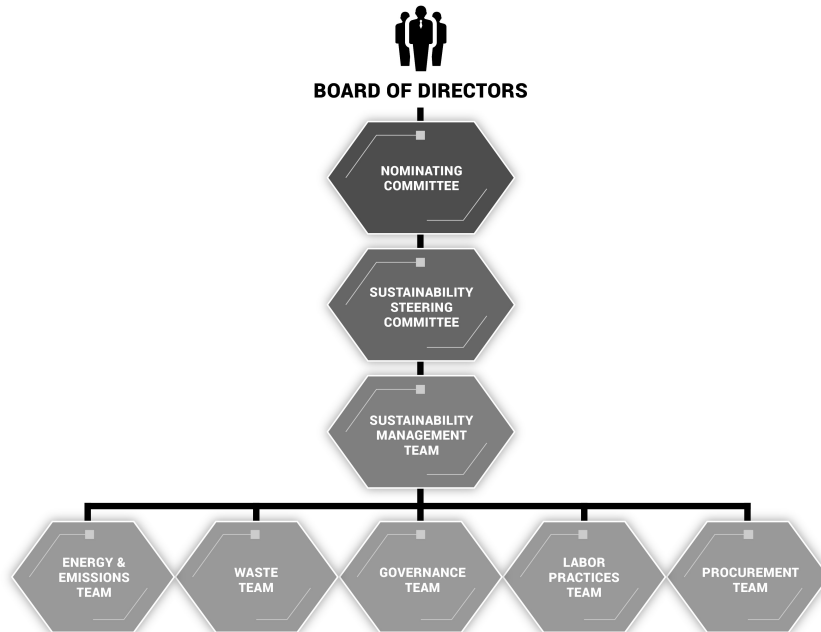 BOARD OF DIRECTORS
NOMINATING
COMMITTEE
SUSTAINABILITY
STEERING
COMMITTEE
SUSTAINABILITY
MANAGEMENT
TEAM
ENERGY &
EMISSIONS
TEAM
WASTE
TEAM
GOVERNANCE
TEAM
LABOR
PRACTICES
TEAM
PROCUREMENT
TEAM